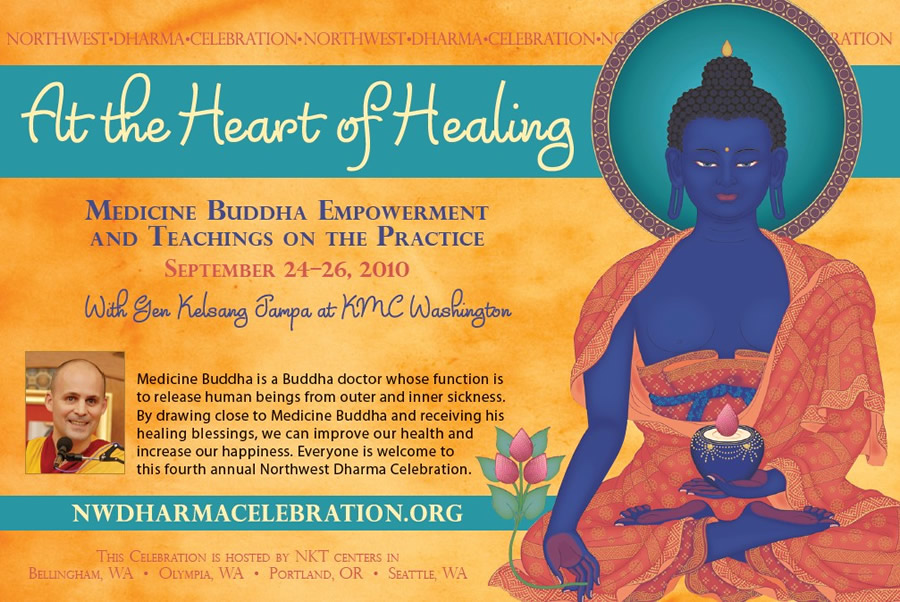 NORTHWEST•DHARMA•CELEBRATION•NORTHWEST•DHARMA•CELEBRATION•NO RATION
At the Heart of Healing
Medicine Buddha Empowerment
and Teachings on the Practice
September 24–26, 2010
With Gen Kelsang Jampa at KMC Washington
Medicine Buddha is a Buddha doctor whose function is
to release human beings from outer and inner sickness.
By drawing close to Medicine Buddha and receiving his
healing blessings, we can improve our health and
increase our happiness. Everyone is welcome to
this fourth annual Northwest Dharma Celebration.
NWDHARMACELEBRATION.ORG
This Celebration is hosted by NKT centers in
Bellingham, WA • Olympia, WA • Portland, OR • Seattle, WA